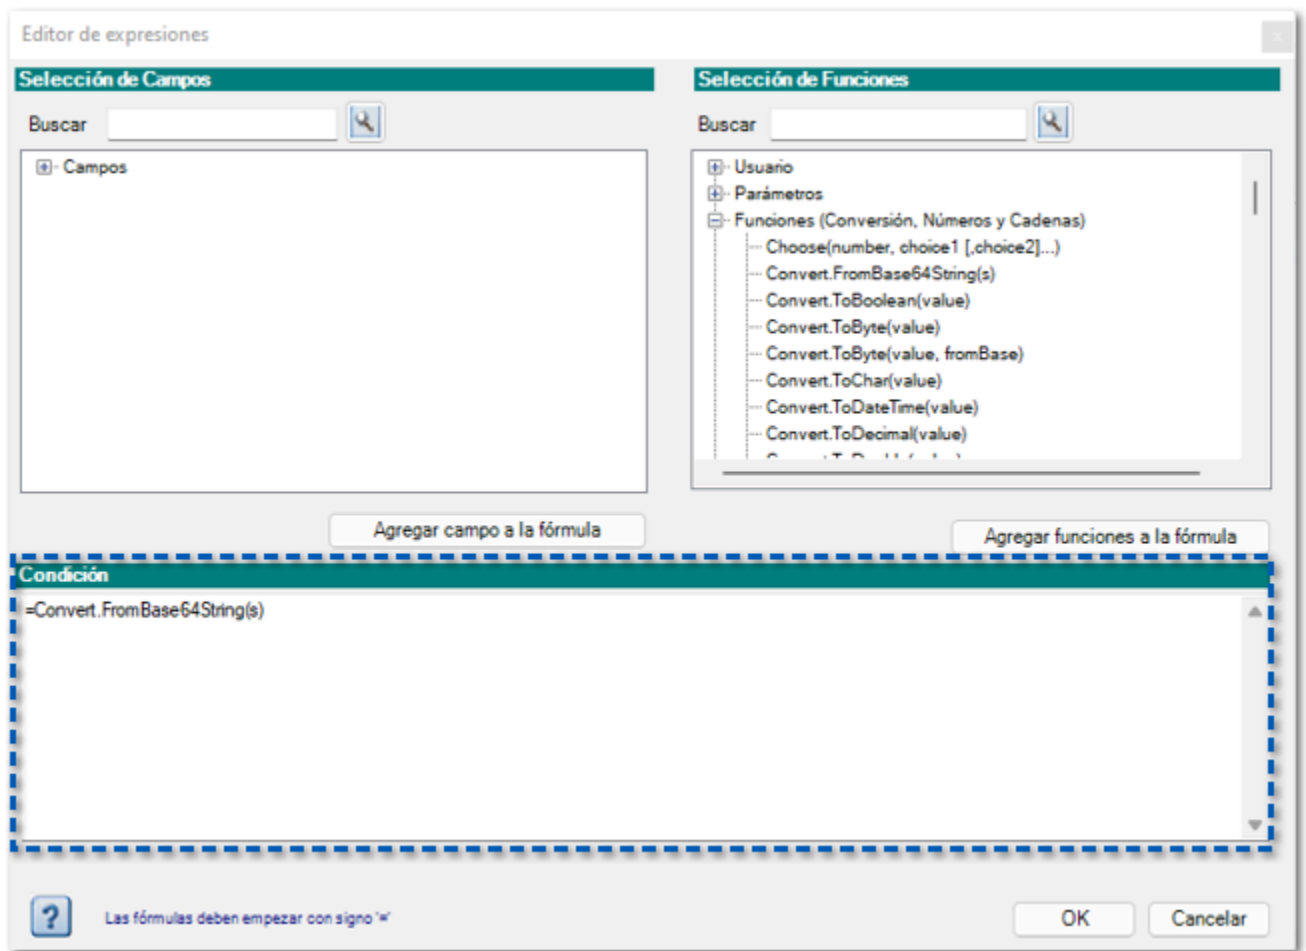 Editor de expresiones
x
Selección de Campos
Buscar
Campos
Agregar campo a la fórmula
Selección de Funciones
Buscar
Usuario
Parámetros
Funciones (Conversión, Números y Cadenas)
Choose(number, choice1 [,choice2]...)
Convert.FromBase64String(s)
Convert.ToBoolean(value)
Convert.ToByte(value)
Convert.ToByte(value, fromBase)
Convert.ToChar(value)
Convert.ToDateTime(value)
Convert.ToDecimal(value)
Agregar funciones a la fórmula
Condición
=Convert.FromBase64String(s)
?
Las fórmulas deben empezar con signo '='
OK
Cancelar